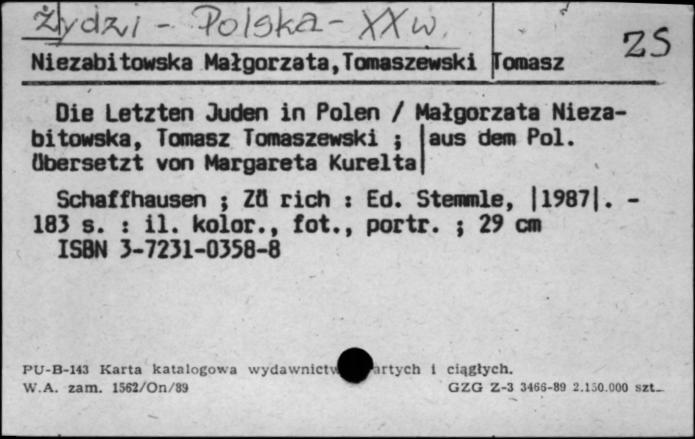 Żydzi - Polska - XX w.
ZS
Niezabitowska Małgorzata,Tomaszewski Tomasz
Die Letzten Juden in Polen / Małgorzata Nieza-
bitowska, Tomasz Tomaszewski ; |aus dem Pol.
Übersetzt von Margareta Kurelta|
Schaffhausen ; Zü rich : Ed. Stemmle, |1987|. -
183 s. : il. kolor., fot., portr. ; 29 cm
ISBN 3-7231-0358-8
PU-B-143 Karta katalogowa wydawnictw artych i ciągłych.
W.A. zam. 1562/On/89 GZG Z-3 3466-89 2.150.000 szt.